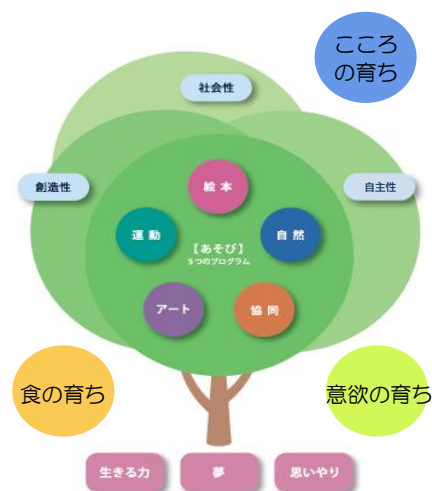 こころ
の育ち
社会性
創造性
絵本
自主性
運動
自然
【あそび】
5つのプログラム
アート
協同
食の育ち
意欲の育ち
生きる力
夢
思いやり